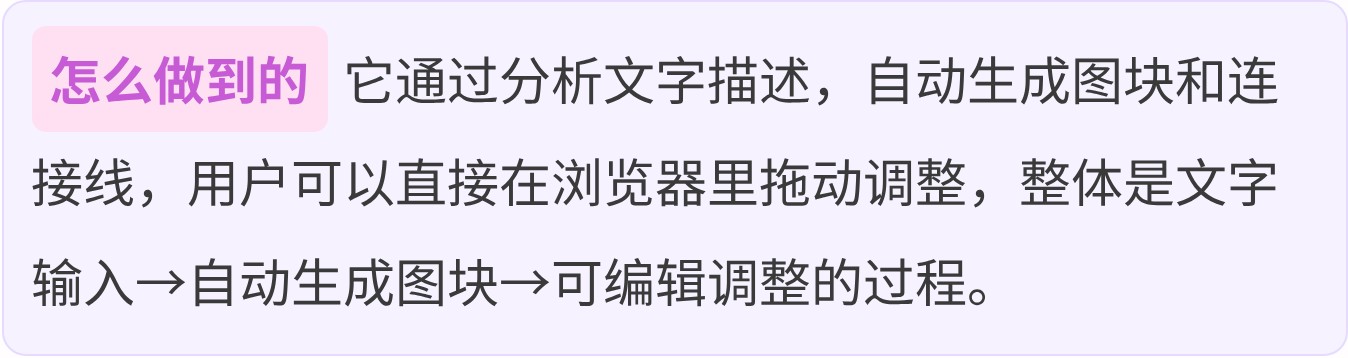 怎么做到的 它通过分析文字描述，自动生成图块和连
接线，用户可以直接在浏览器里拖动调整，整体是文字
输入→自动生成图块→可编辑调整的过程。